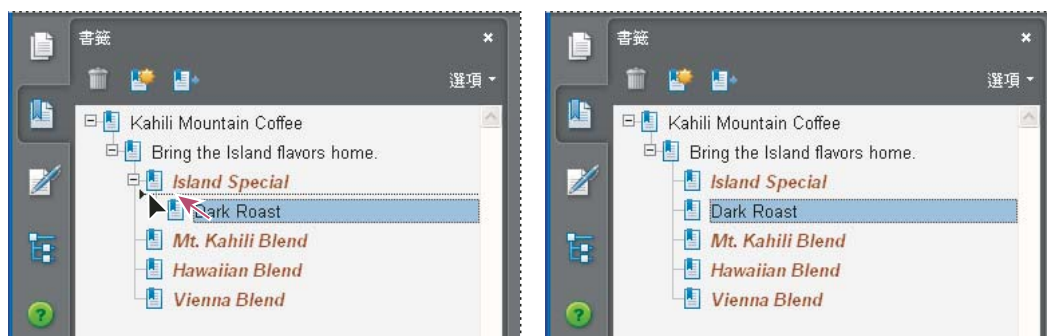 書籤
選項
Kahili Mountain Coffee
Bring the Island flavors home.
Island Special
Dark Roast
Mt. Kahili Blend
Hawaiian Blend
Vienna Blend
書籤
選項
Kahili Mountain Coffee
Bring the Island flavors home.
Island Special
Dark Roast
Mt. Kahili Blend
Hawaiian Blend
Vienna Blend